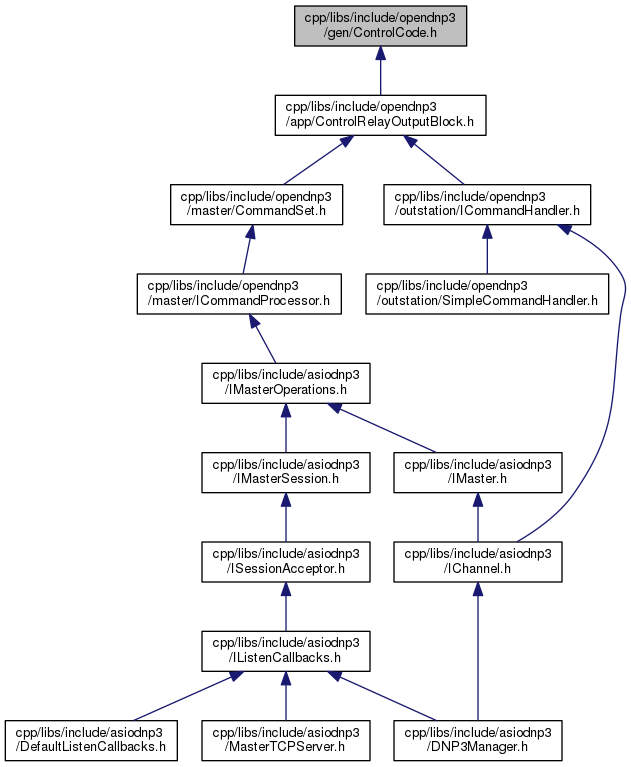 cpp/libs/include/opendnp3
/gen/ControlCode.h
cpp/libs/include/opendnp3
/app/ControlRelayOutputBlock.h
cpp/libs/include/opendnp3
/master/CommandSet.h
cpp/libs/include/opendnp3
/outstation/ICommandHandler.h
cpp/libs/include/opendnp3
/master/ICommandProcessor.h
cpp/libs/include/opendnp3
/outstation/SimpleCommandHandler.h
cpp/libs/include/asiodnp3
/IMasterOperations.h
cpp/libs/include/asiodnp3
/IMasterSession.h
cpp/libs/include/asiodnp3
/IMaster.h
cpp/libs/include/asiodnp3
/ISessionAcceptor.h
cpp/libs/include/asiodnp3
/IChannel.h
cpp/libs/include/asiodnp3
/IListenCallbacks.h
cpp/libs/include/asiodnp3
/DefaultListenCallbacks.h
cpp/libs/include/asiodnp3
/MasterTCPServer.h
cpp/libs/include/asiodnp3
/DNP3Manager.h